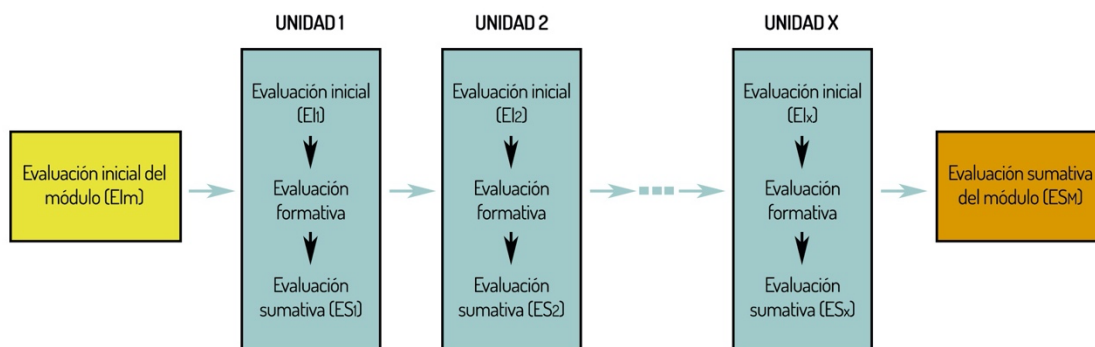 UNIDAD 1
UNIDAD 2
UNIDAD X
Evaluación inicial del
módulo (EIm)
Evaluación inicial
(EI1)
Evaluación
formativa
Evaluación
sumativa (ES1)
Evaluación inicial
(EI2)
Evaluación
formativa
Evaluación
sumativa (ES2)
Evaluación inicial
(EIx)
Evaluación
formativa
Evaluación
sumativa (ESx)
Evaluación sumativa
del módulo (ESM)